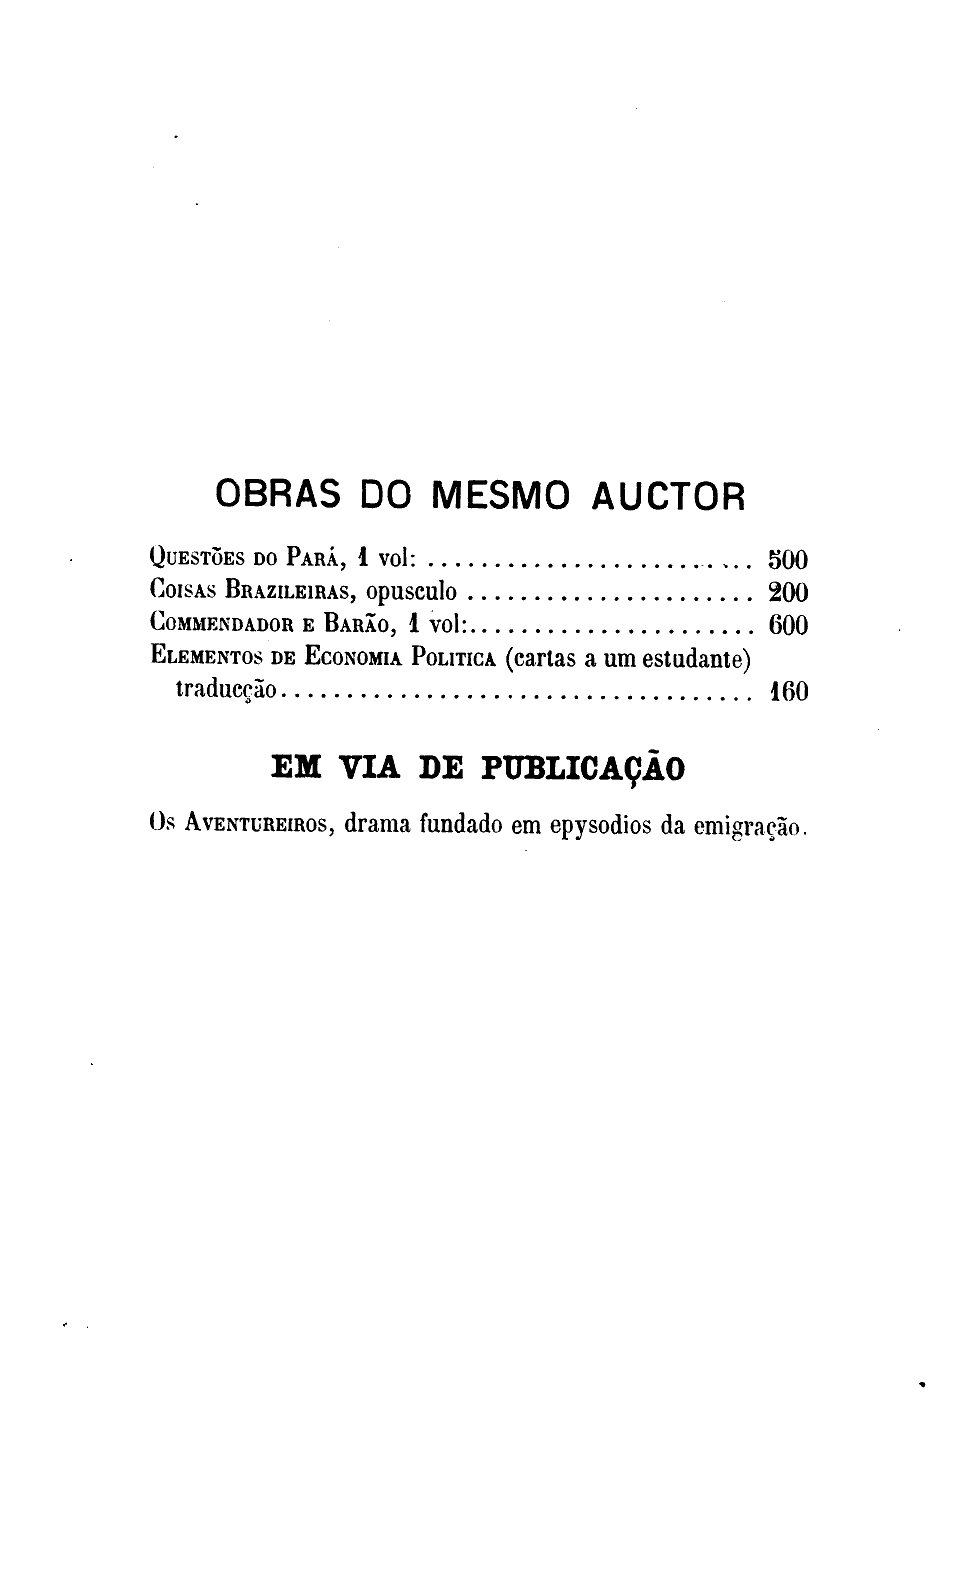 OBRAS DO MESMO AUCTOR
Questões do Pará, 1 vol: ........................ 500
Coisas Brazileiras, opusculo ...................... 200
Commendador e Barão, 1 vol:...................... 600
Elementos de Economia Politica (cartas a um estudante)
traducção.................................... 160
EM VIA DE PUBLICAÇÃO
Os Aventureiros, drama fundado em epysodios da emigração.